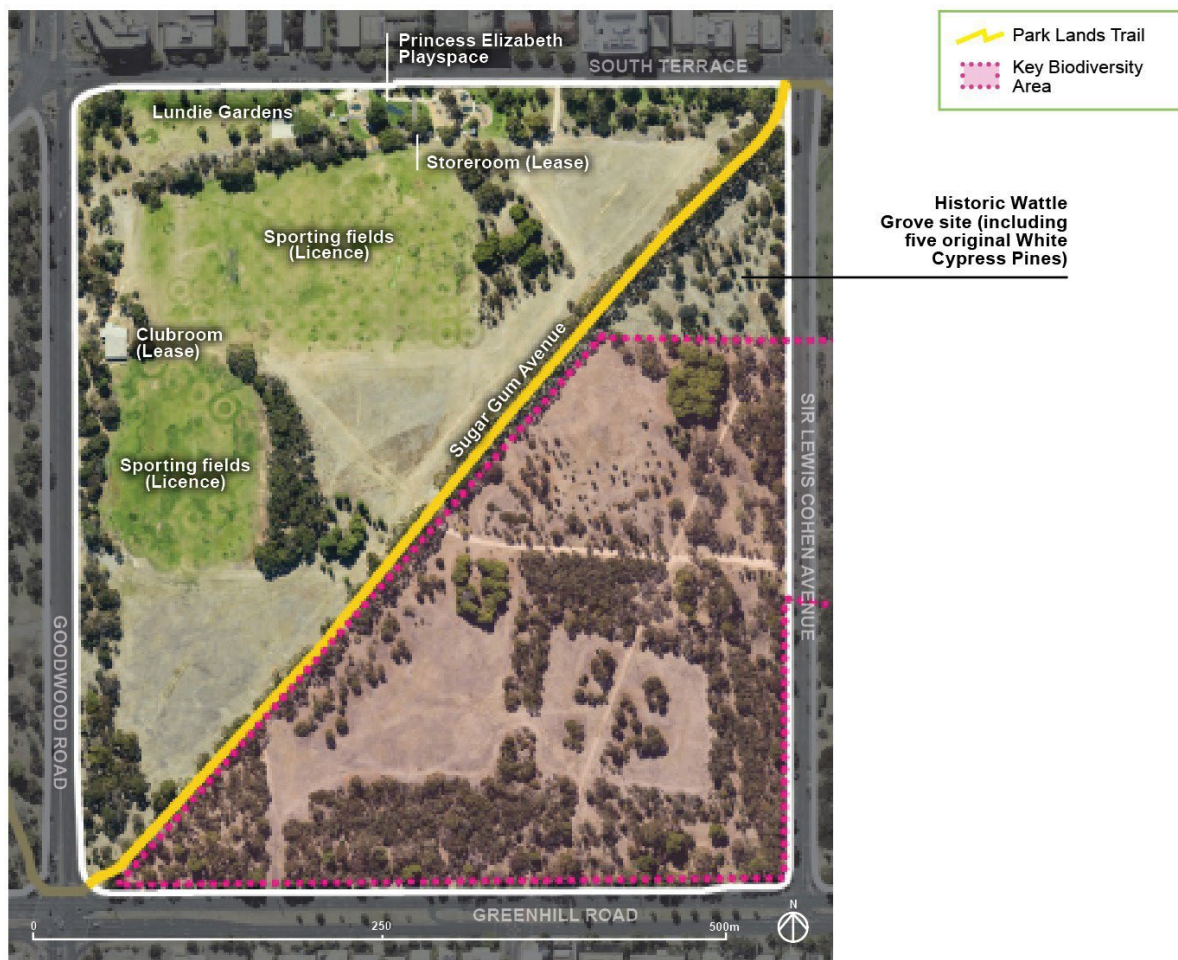 Princess Elizabeth
Playspace
SOUTH TERRACE
Lundie Gardens
Storeroom (Lease)
Sporting fields
(Licence)
Clubroom
(Lease)
Sugar Gum Avenue
Sporting fields
(Licence)
GOODWOOD ROAD
SIR LEWIS COHEN AVENUE
GREENHILL ROAD
0
250
500m
N
Park Lands Trail
Key Biodiversity
Area
Historic Wattle
Grove site (including
five original White
Cypress Pines)